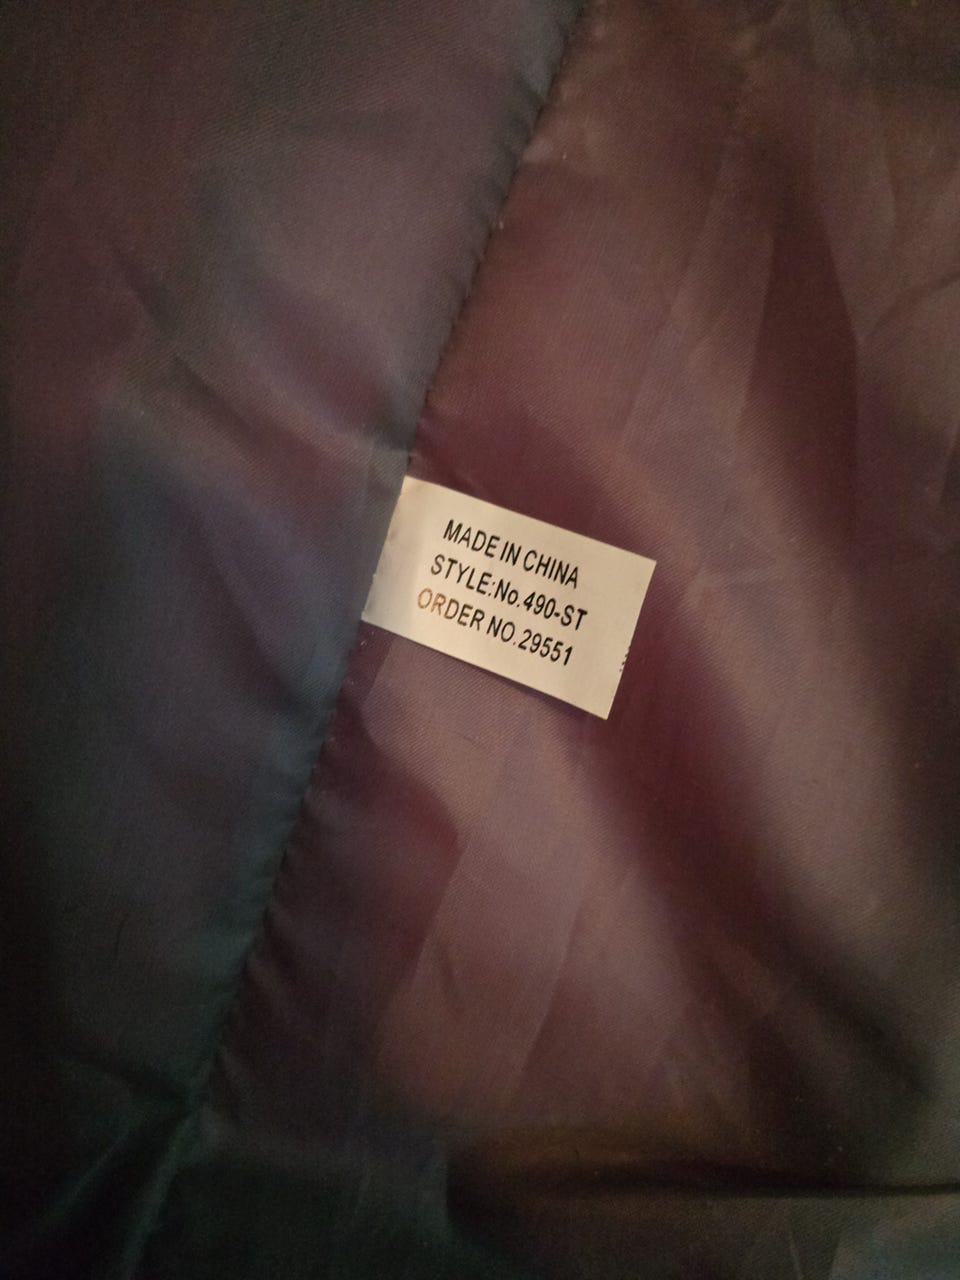 MADE IN CHINA
STYLE:No.490-ST
ORDER NO.29551